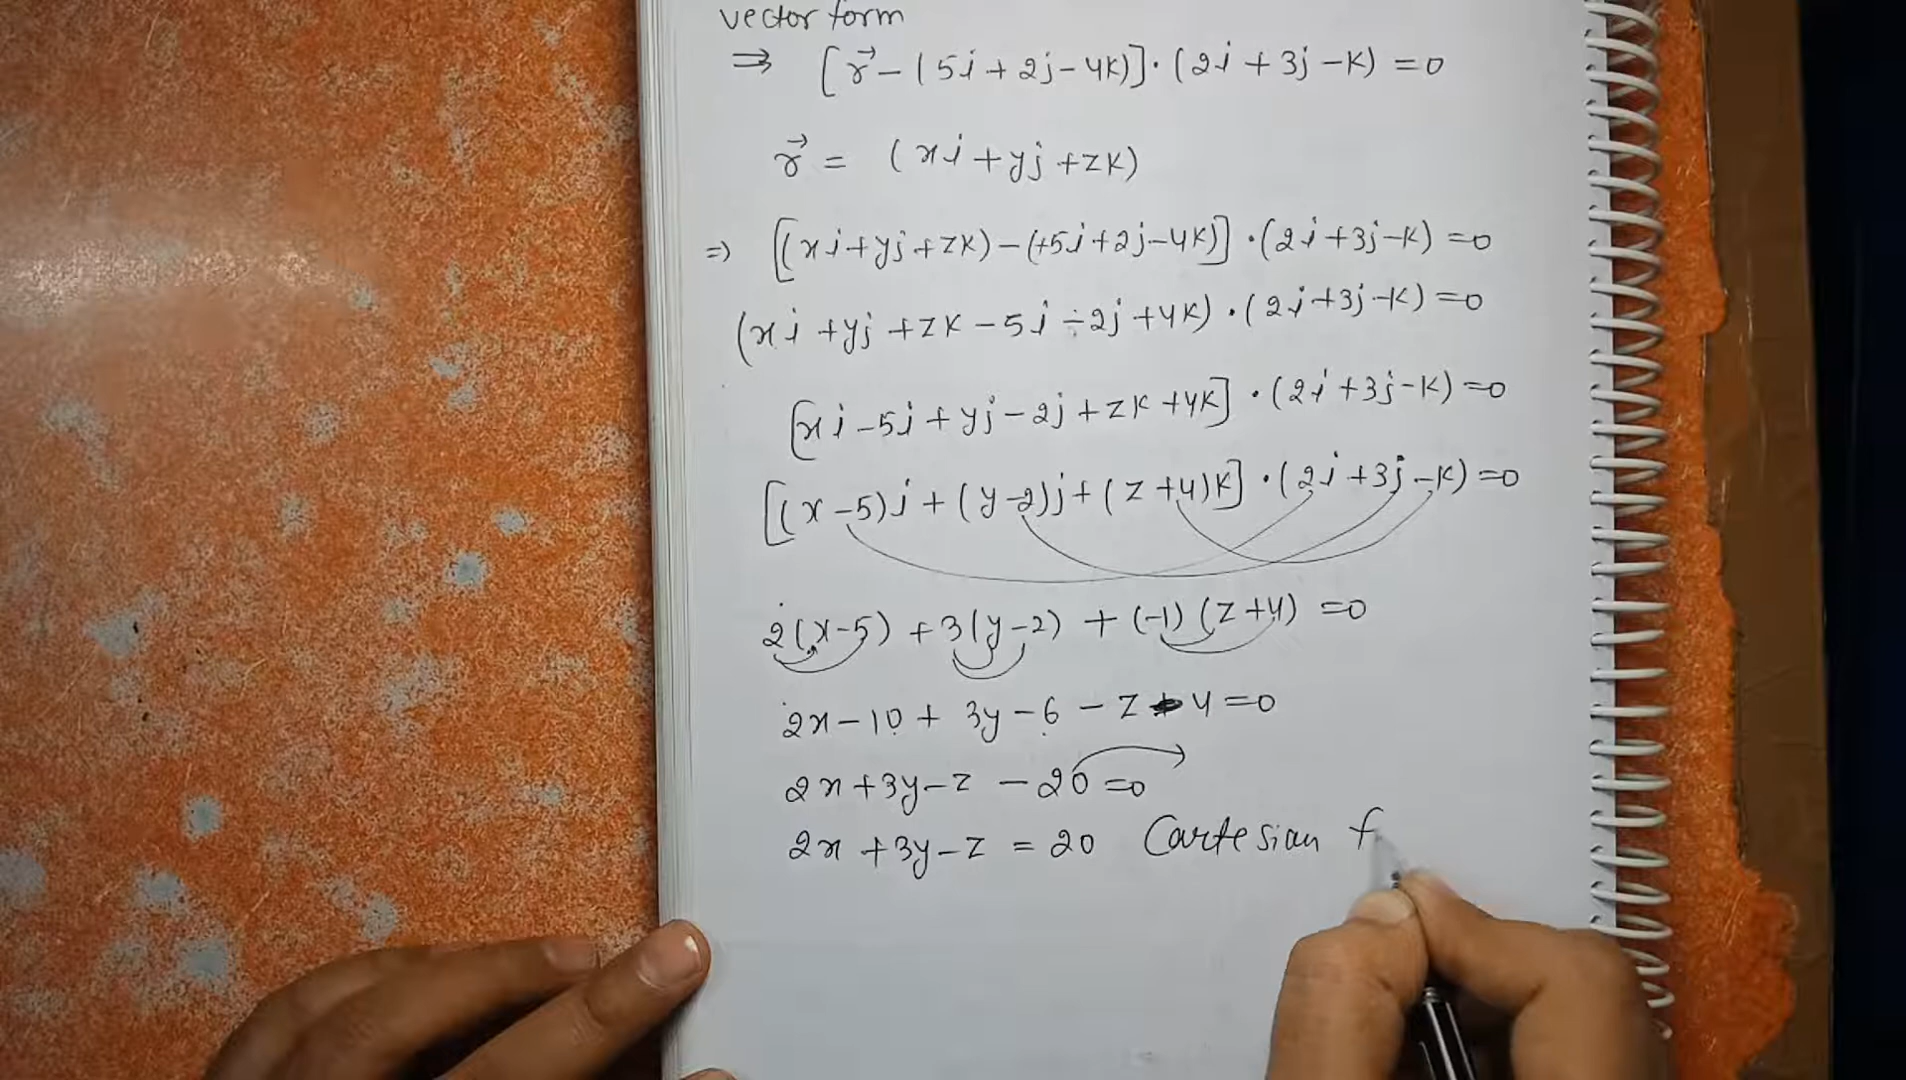 vector form
⇒ [r⃗ – (5i + 2j – 4k)]·(2i + 3j – k) = 0
r⃗ = (xi + yj + zk)
⇒ [(xi + yj + zk) – (+5i + 2j – 4k)]·(2i + 3j – k) = 0
(xi + yj + zk – 5i – 2j + 4k)·(2i + 3j – k) = 0
[xi – 5i + yj – 2j + zk + 4k]·(2i + 3j – k) = 0
[(x – 5)i + (y – 2)j + (z + 4)k]·(2i + 3j – k) = 0
2(x – 5) + 3(y – 2) + (–1)(z + 4) = 0
2x – 10 + 3y – 6 – z – 4 = 0
2x + 3y – z – 20 = 0
2x + 3y – z = 20 Cartesian f